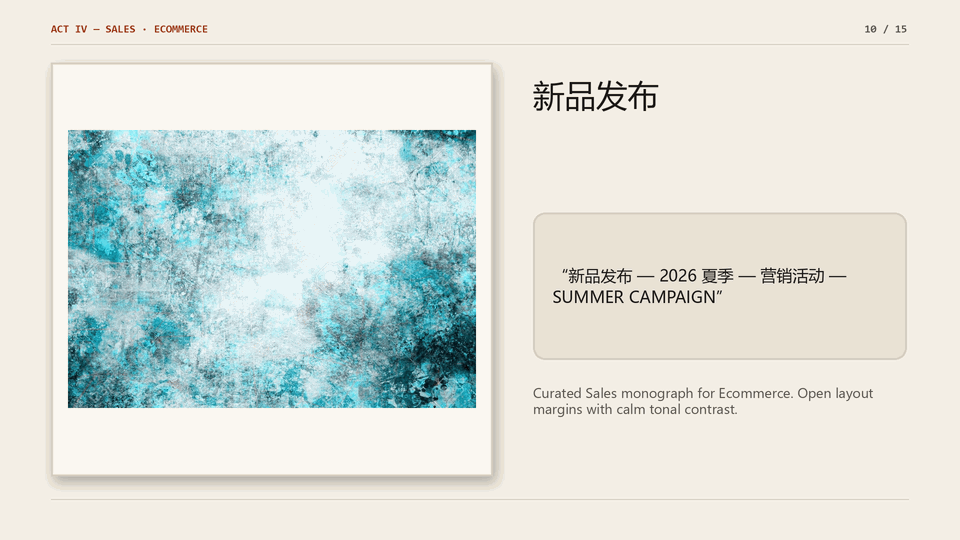 ACT IV — SALES · ECOMMERCE
10 / 15
新品发布
“新品发布 — 2026 夏季 — 营销活动 —
SUMMER CAMPAIGN”
Curated Sales monograph for Ecommerce. Open layout
margins with calm tonal contrast.